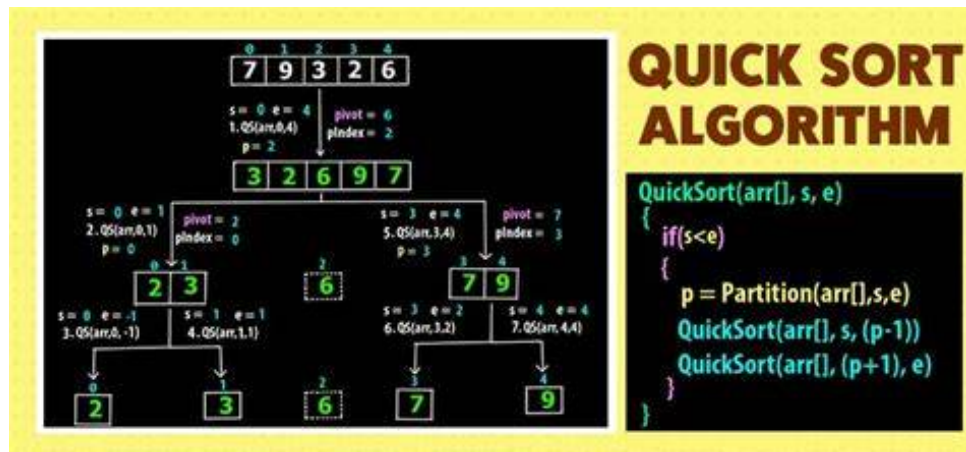 QUICK SORT
ALGORITHM
0 1 2 3 4
7 9 3 2 6
s = 0 e = 4
1. QS(arr,0,4)
p = 2
pivot = 6
pIndex = 2
3 2 6 9 7
s = 0 e = 1
2. QS(arr,0,1)
p = 0
pivot = 2
pIndex = 0
s = 3 e = 4
5. QS(arr,3,4)
p = 3
pivot = 7
pIndex = 3
0 1
2 3
2
6
3 4
7 9
s = 0 e = -1
3. QS(arr,0, -1)
s = 1 e = 1
4. QS(arr,1,1)
s = 3 e = 2
6. QS(arr,3,2)
s = 4 e = 4
7. QS(arr,4,4)
0
2
1
3
2
6
3
7
4
9
QuickSort(arr[], s, e)
{
if(s<e)
{
p = Partition(arr[],s,e)
QuickSort(arr[], s, (p-1))
QuickSort(arr[], (p+1), e)
}
}